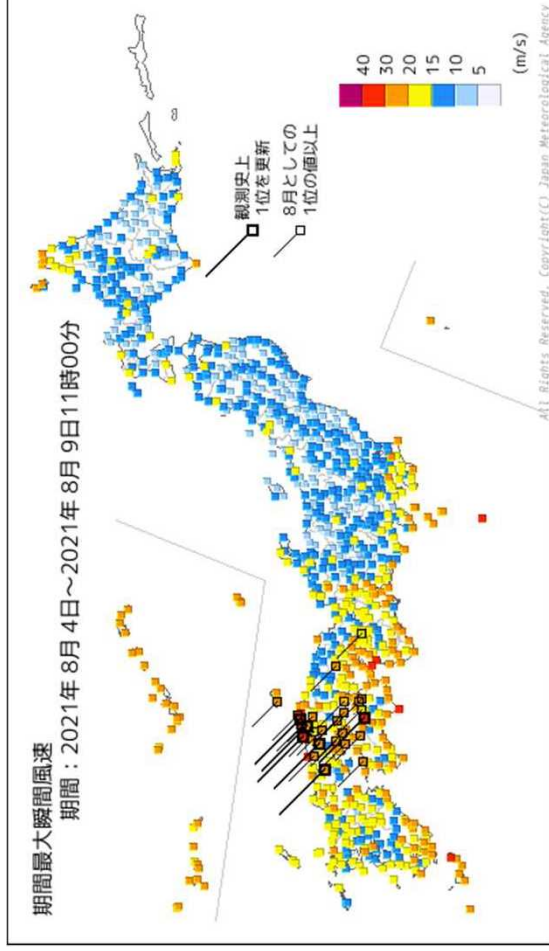 期間最大瞬間風速
期間：2021年 8月 4日～2021年 8月 9日11時00分
観測史上
1位を更新
8月としての
1位の値以上
40
30
20
15
10
5
(m/s)
All Rights Reserved. Copyright(C) Japan Meteorological Agency